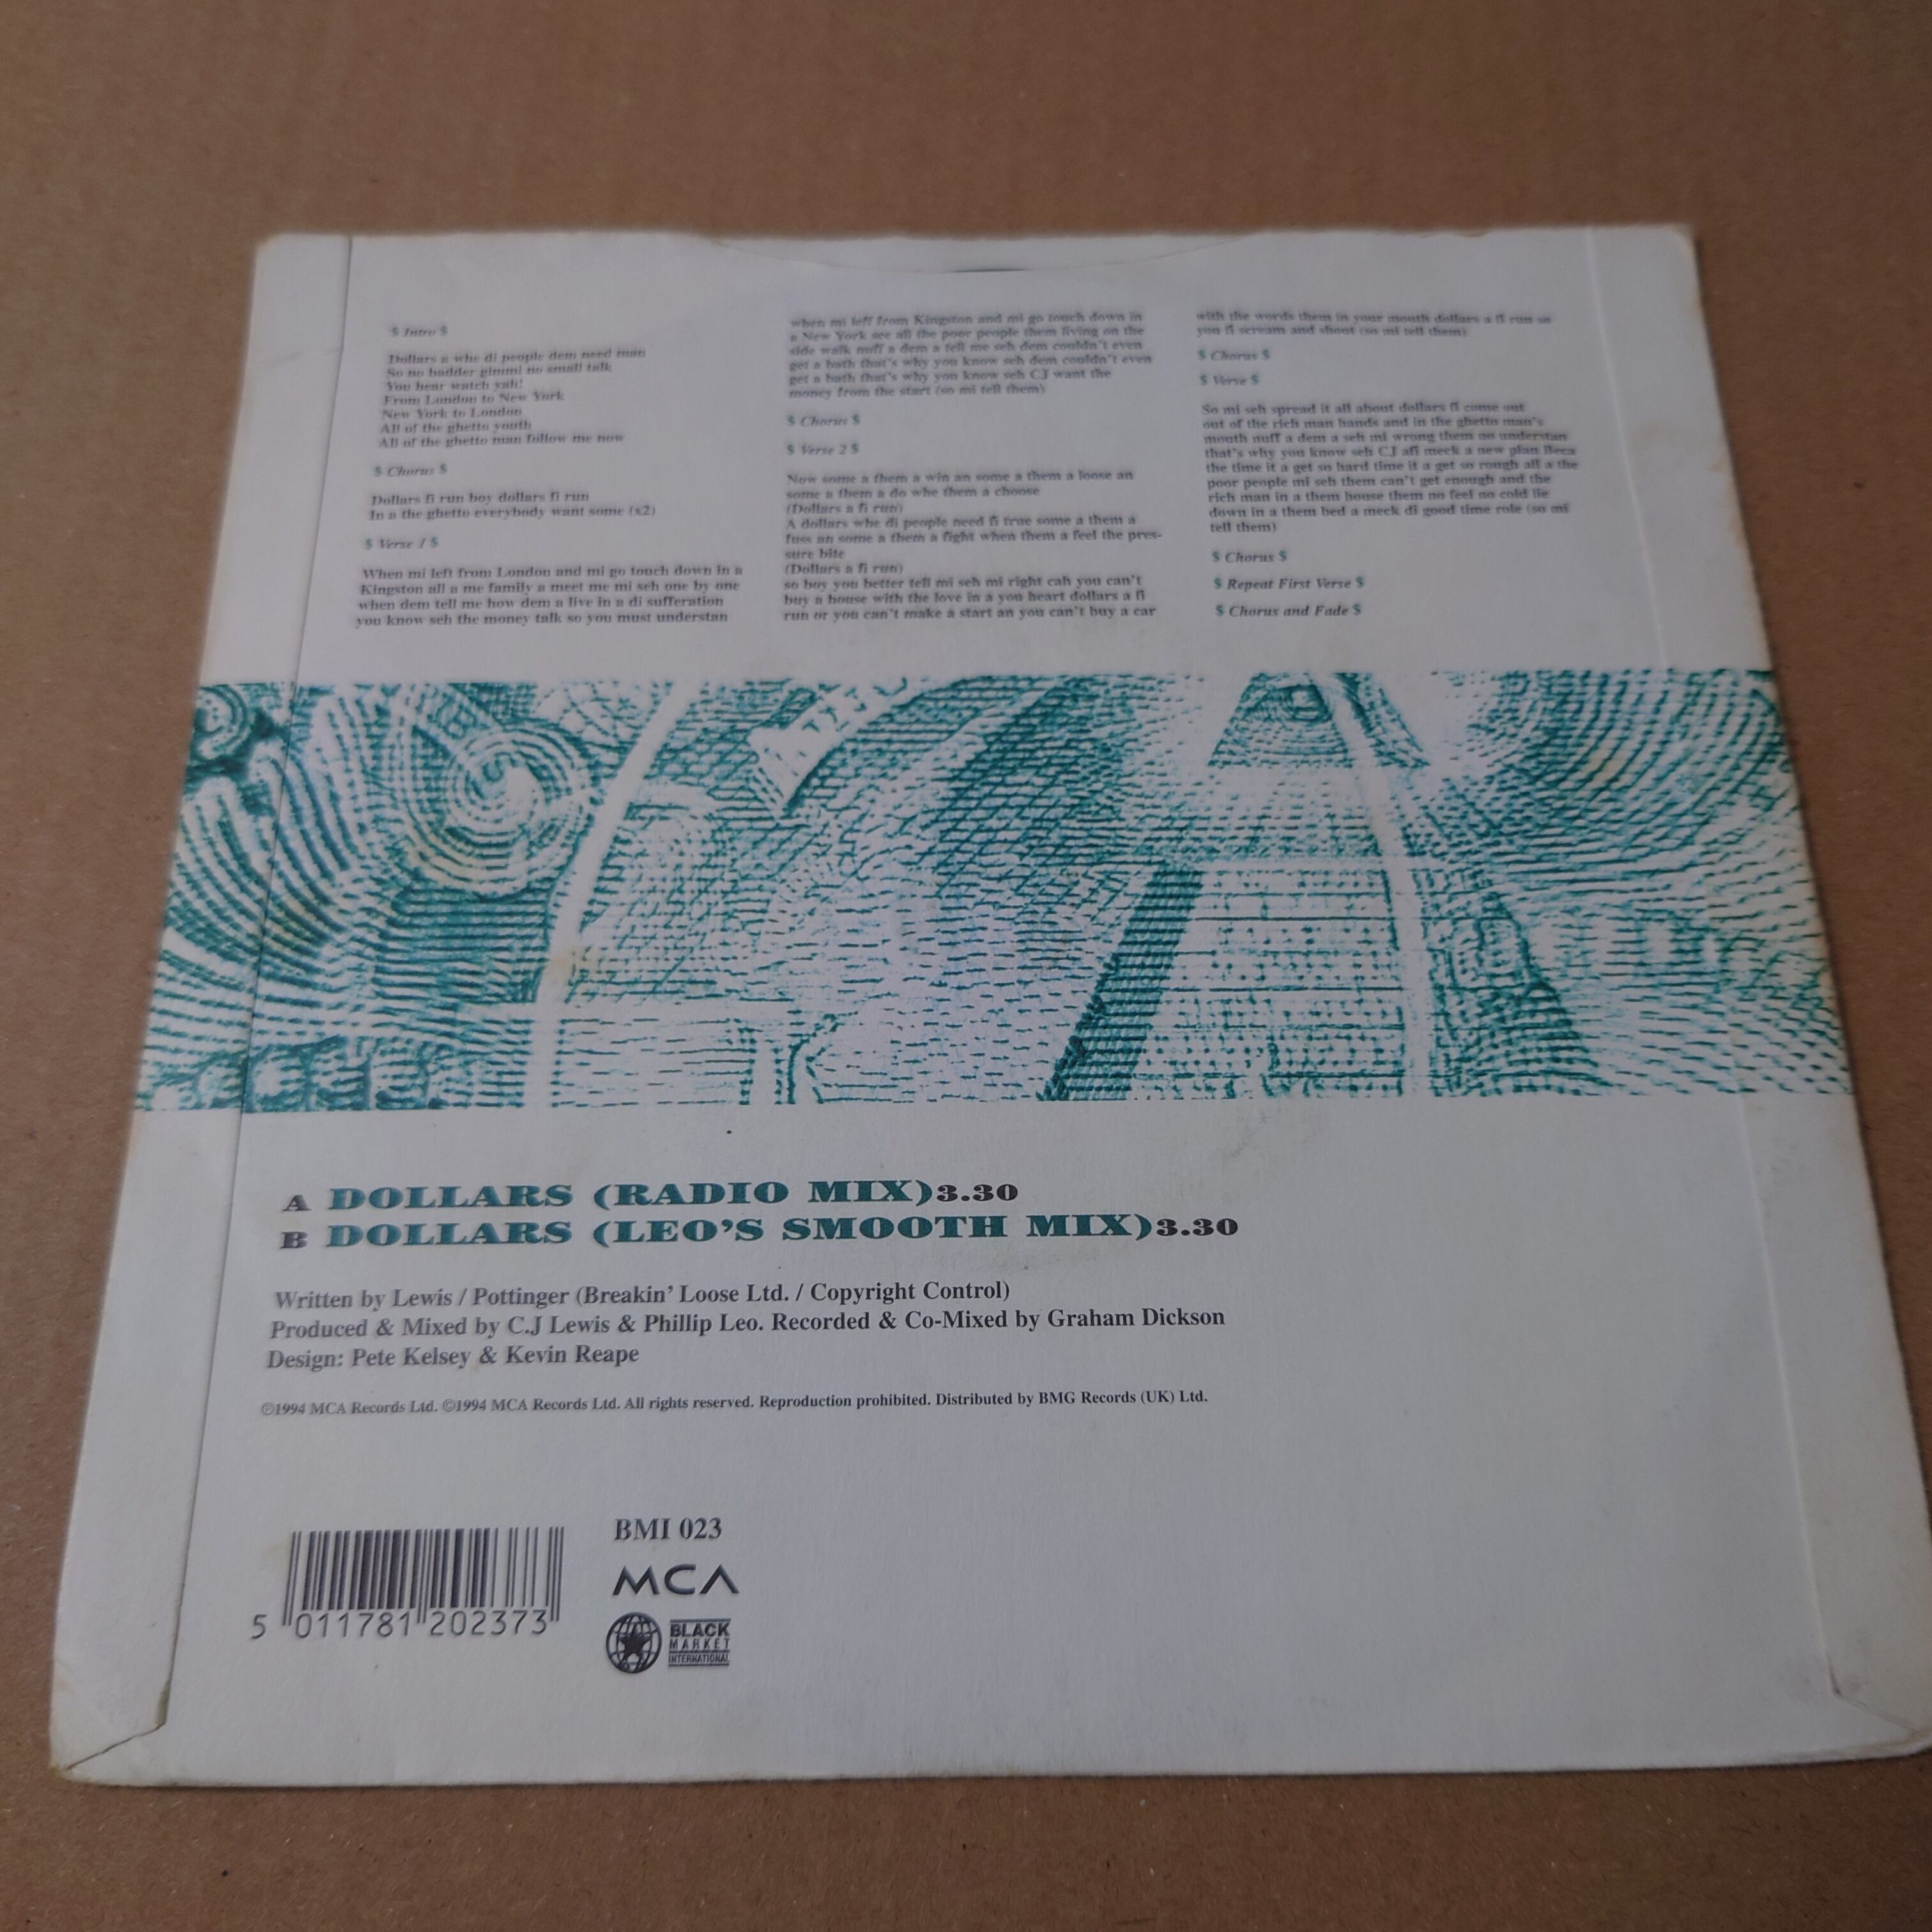 $ Intro $
Dollars a whe di people dem need man
So no badder gimmi no small talk
You hear watch yah!
From London to New York
New York to London
All of the ghetto youth
All of the ghetto man follow me now
$ Chorus $
Dollars fi run boy dollars fi run
In a the ghetto everybody want some (x2)
$ Verse 1 $
When mi left from London and mi go touch down in a
Kingston all a me family a meet me mi seh one by one
when dem tell me how dem a live in a di sufferation
you know seh the money talk so you must understan
when mi left from Kingston and mi go touch down in
a New York see all the poor people them living on the
side walk nuff a dem a tell me seh dem couldn't even
get a bath that's why you know seh dem couldn't even
get a bath that's why you know seh CJ want the
money from the start (so mi tell them)
$ Chorus $
$ Verse 2 $
Now some a them a win an some a them a loose an
some a them a do whe them a choose
(Dollars a fi run)
A dollars whe di people need fi true some a them a
fuss an some a them a fight when them a feel the pres-
sure bite
(Dollars a fi run)
so boy you better tell mi seh mi right cah you can't
buy a house with the love in a you heart dollars a fi
run or you can't make a start an you can't buy a car
with the words them in your mouth dollars a fi run so
you fi scream and shout (so mi tell them)
$ Chorus $
$ Verse $
So mi seh spread it all about dollars fi come out
out of the rich man hands and in the ghetto man's
mouth nuff a dem a seh mi wrong them no understan
that's why you know seh CJ afi meck a new plan Beca
the time it a get so hard time it a get so rough all a the
poor people mi seh them can't get enough and the
rich man in a them house them no feel no cold lie
down in a them bed a meck di good time role (so mi
tell them)
$ Chorus $
$ Repeat First Verse $
$ Chorus and Fade $
A DOLLARS (RADIO MIX)3.30
B DOLLARS (LEO'S SMOOTH MIX)3.30
Written by Lewis / Pottinger (Breakin' Loose Ltd. / Copyright Control)
Produced & Mixed by C.J Lewis & Phillip Leo. Recorded & Co-Mixed by Graham Dickson
Design: Pete Kelsey & Kevin Reape
℗1994 MCA Records Ltd. ©1994 MCA Records Ltd. All rights reserved. Reproduction prohibited. Distributed by BMG Records (UK) Ltd.
5 011781 202373
BMI 023
MCA
BLACK
MARKET
INTERNATIONAL